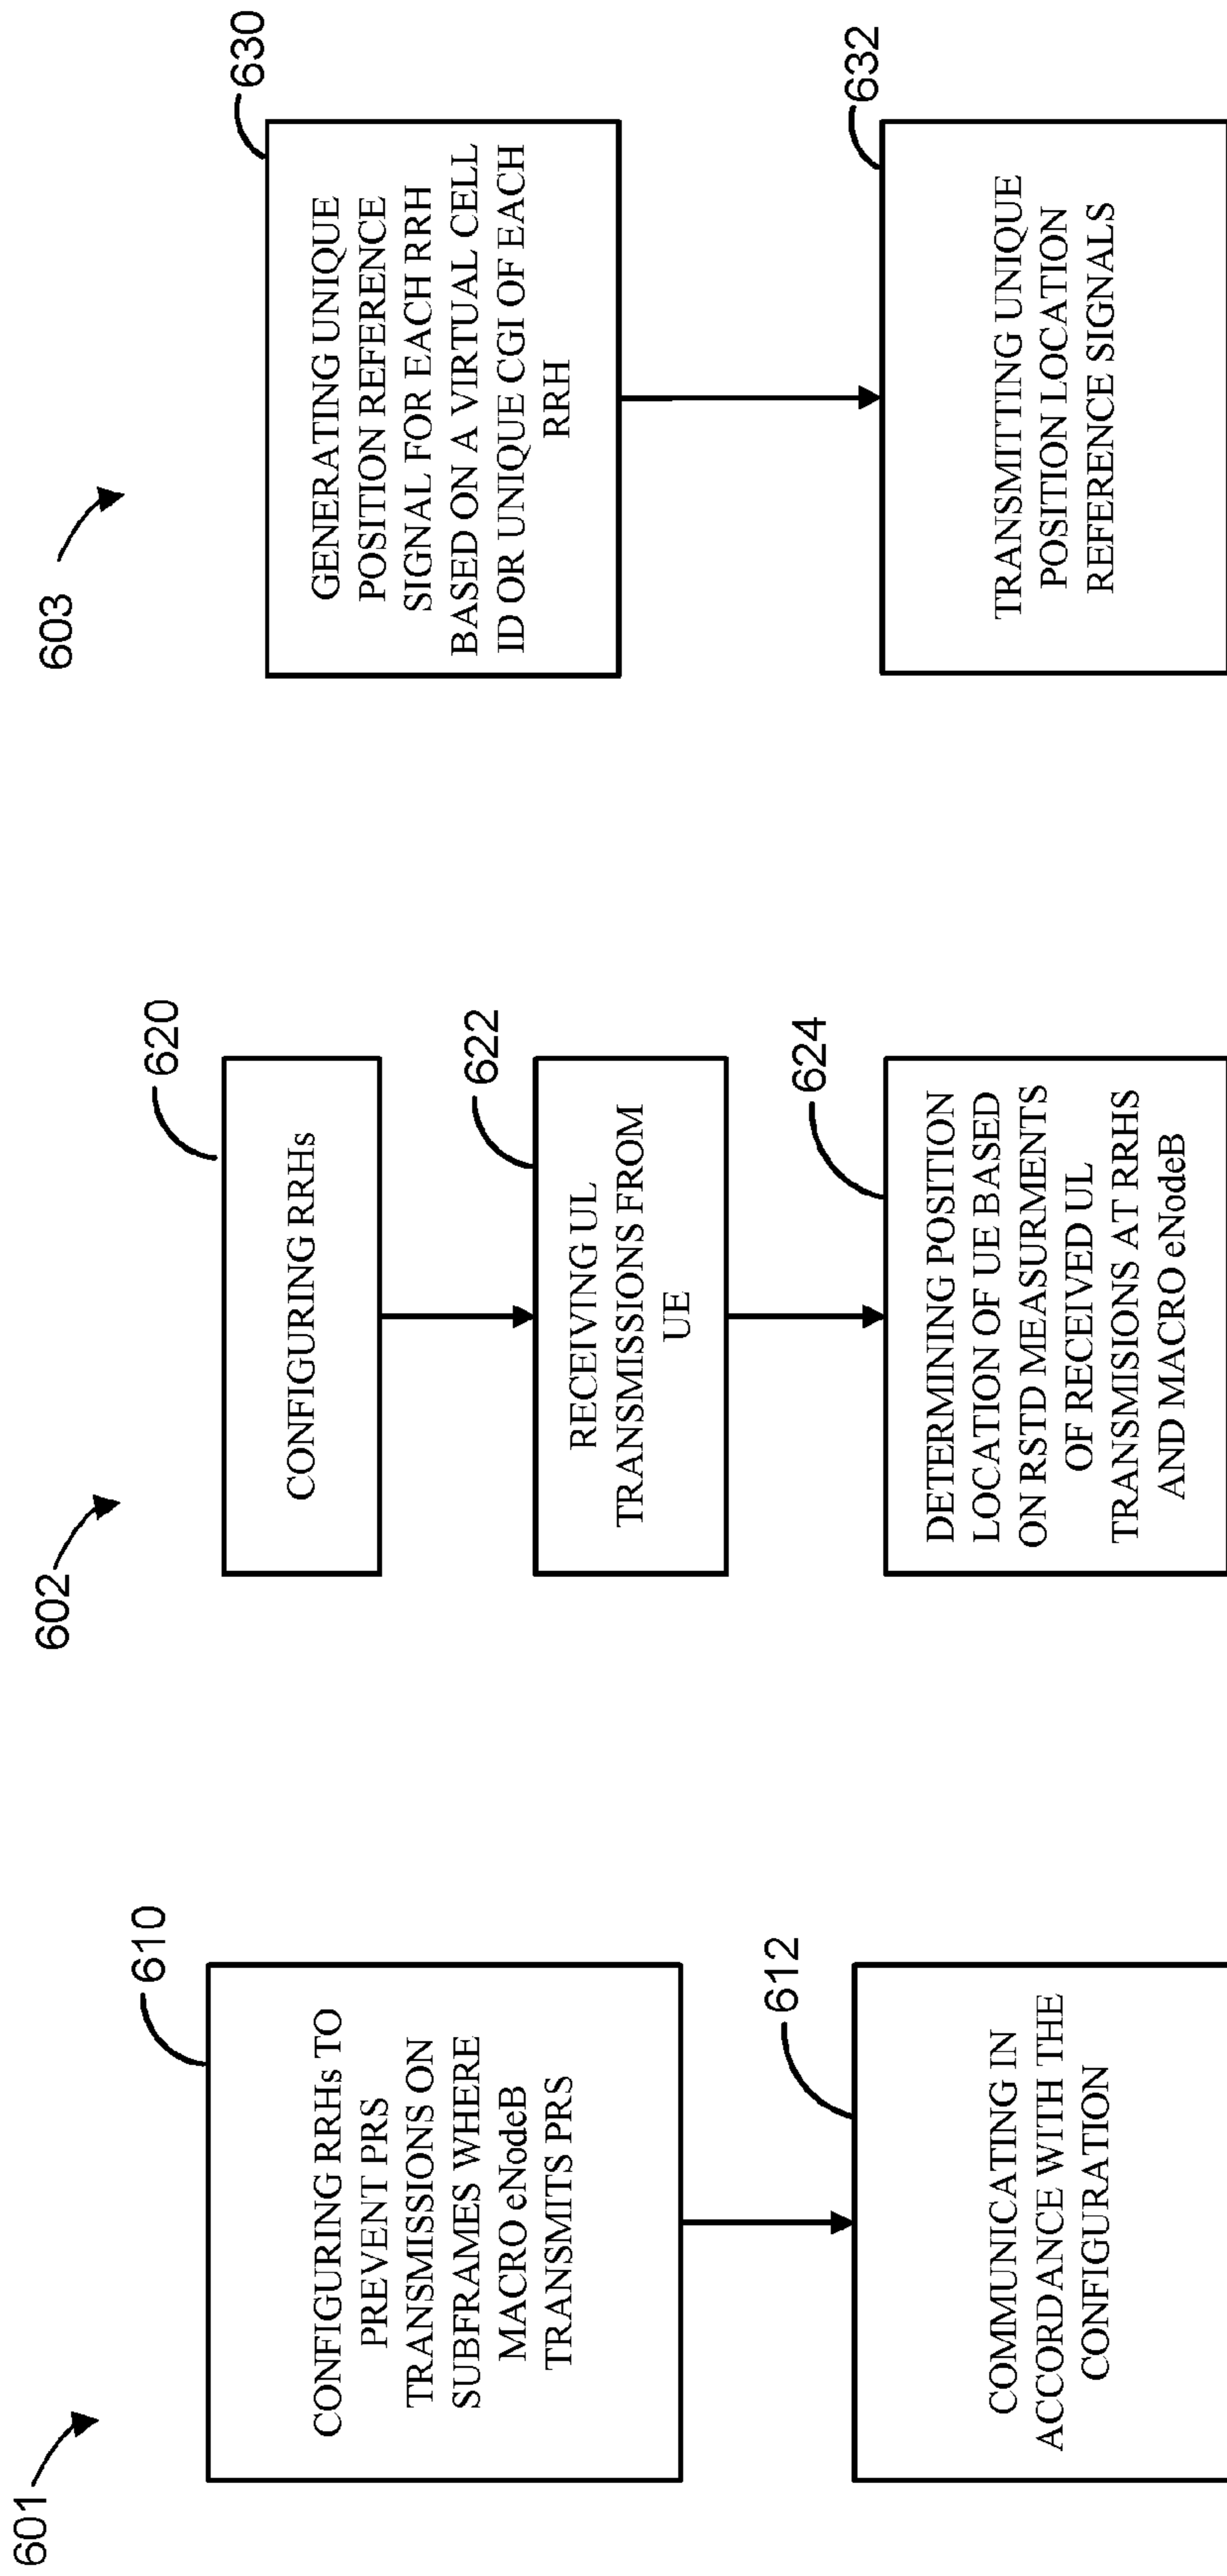 601
610
CONFIGURING RRHs TO
PREVENT PRS
TRANSMISSIONS ON
SUBFRAMES WHERE
MACRO eNodeB
TRANSMITS PRS
612
COMMUNICATING IN
ACCORDANCE WITH THE
CONFIGURATION
602
620
CONFIGURING RRHs
622
RECEIVING UL
TRANSMISSIONS FROM
UE
624
DETERMINING POSITION
LOCATION OF UE BASED
ON RSTD MEASURMENTS
OF RECEIVED UL
TRANSMISIONS AT RRHS
AND MACRO eNodeB
603
630
GENERATING UNIQUE
POSITION REFERENCE
SIGNAL FOR EACH RRH
BASED ON A VIRTUAL CELL
ID OR UNIQUE CGI OF EACH
RRH
632
TRANSMITTING UNIQUE
POSITION LOCATION
REFERENCE SIGNALS